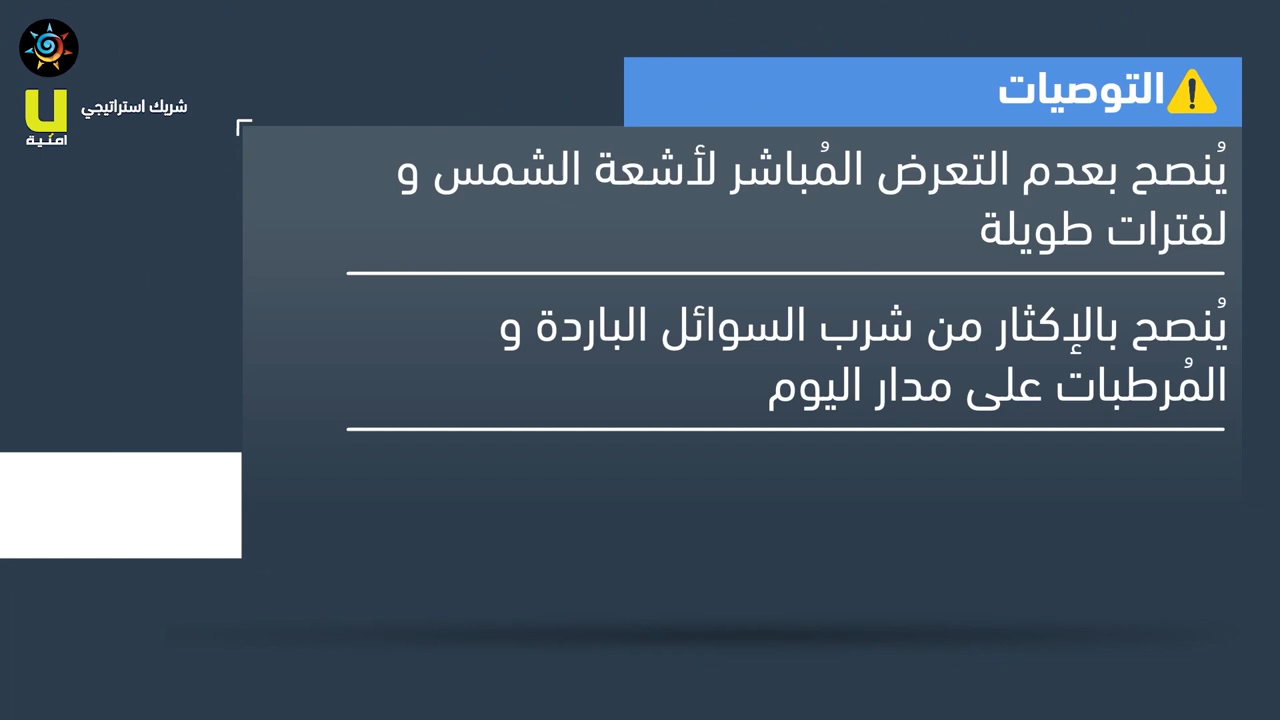 التوصيات
يُنصح بعدم التعرض المُباشر لأشعة الشمس و
لفترات طويلة
يُنصح بالإكثار من شرب السوائل الباردة و
المُرطبات على مدار اليوم
شريك استراتيجي
امنية